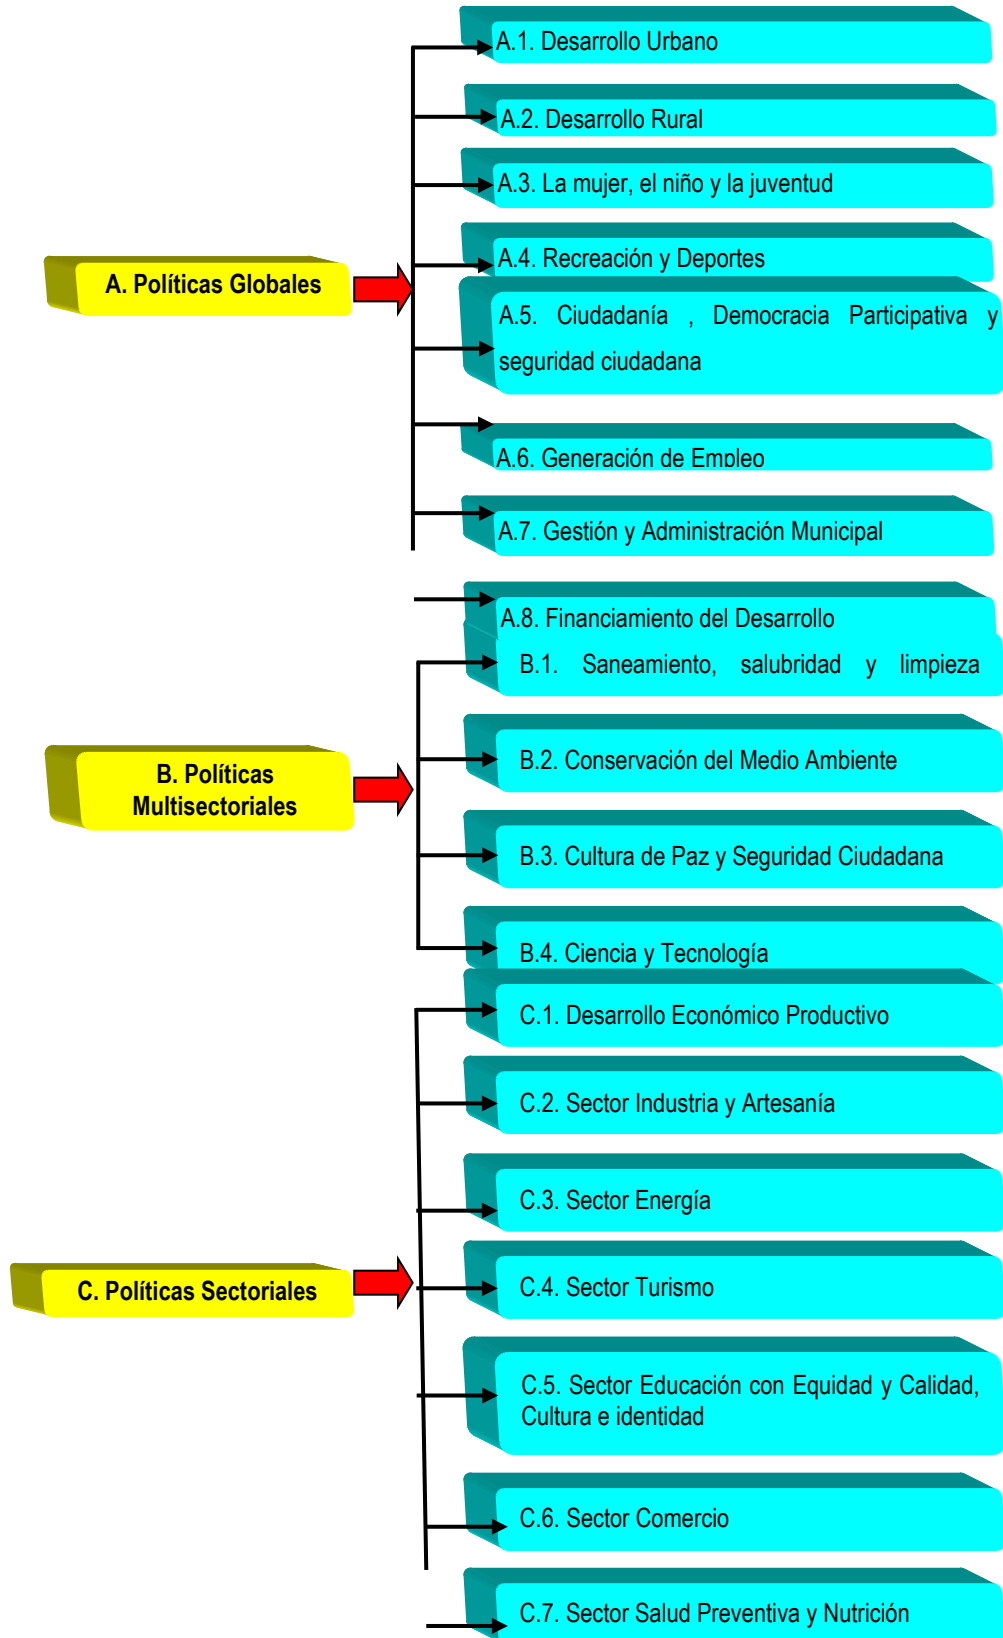 A.1. Desarrollo Urbano
A.2. Desarrollo Rural
A.3. La mujer, el niño y la juventud
A.4. Recreación y Deportes
A. Políticas Globales
A.5. Ciudadanía , Democracia Participativa y
seguridad ciudadana
A.6. Generación de Empleo
A.7. Gestión y Administración Municipal
A.8. Financiamiento del Desarrollo
B.1. Saneamiento, salubridad y limpieza
B.2. Conservación del Medio Ambiente
B. Políticas
Multisectoriales
B.3. Cultura de Paz y Seguridad Ciudadana
B.4. Ciencia y Tecnología
C.1. Desarrollo Económico Productivo
C.2. Sector Industria y Artesanía
C.3. Sector Energía
C.4. Sector Turismo
C. Políticas Sectoriales
C.5. Sector Educación con Equidad y Calidad,
Cultura e identidad
C.6. Sector Comercio
C.7. Sector Salud Preventiva y Nutrición